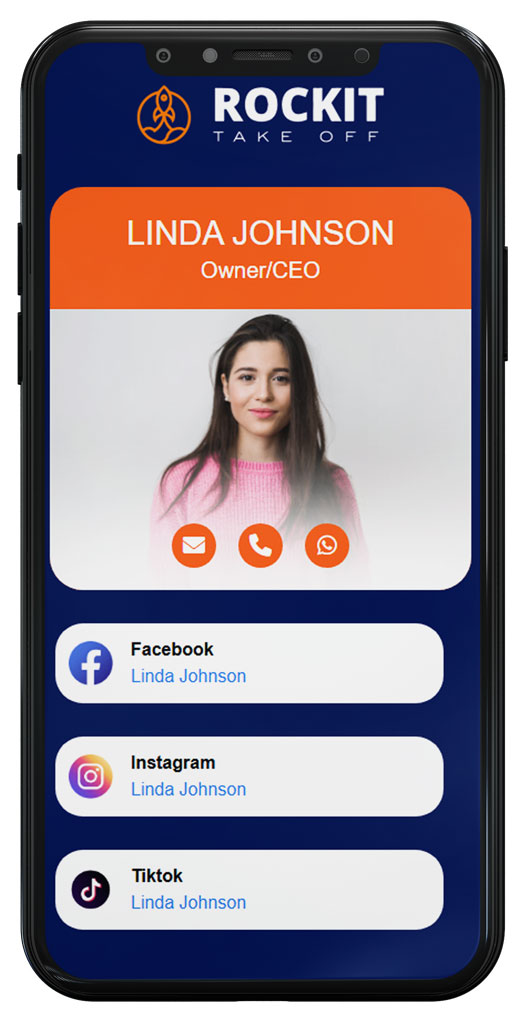 ROCKIT
TAKE OFF
LINDA JOHNSON
Owner/CEO
Facebook
Linda Johnson
Instagram
Linda Johnson
Tiktok
Linda Johnson